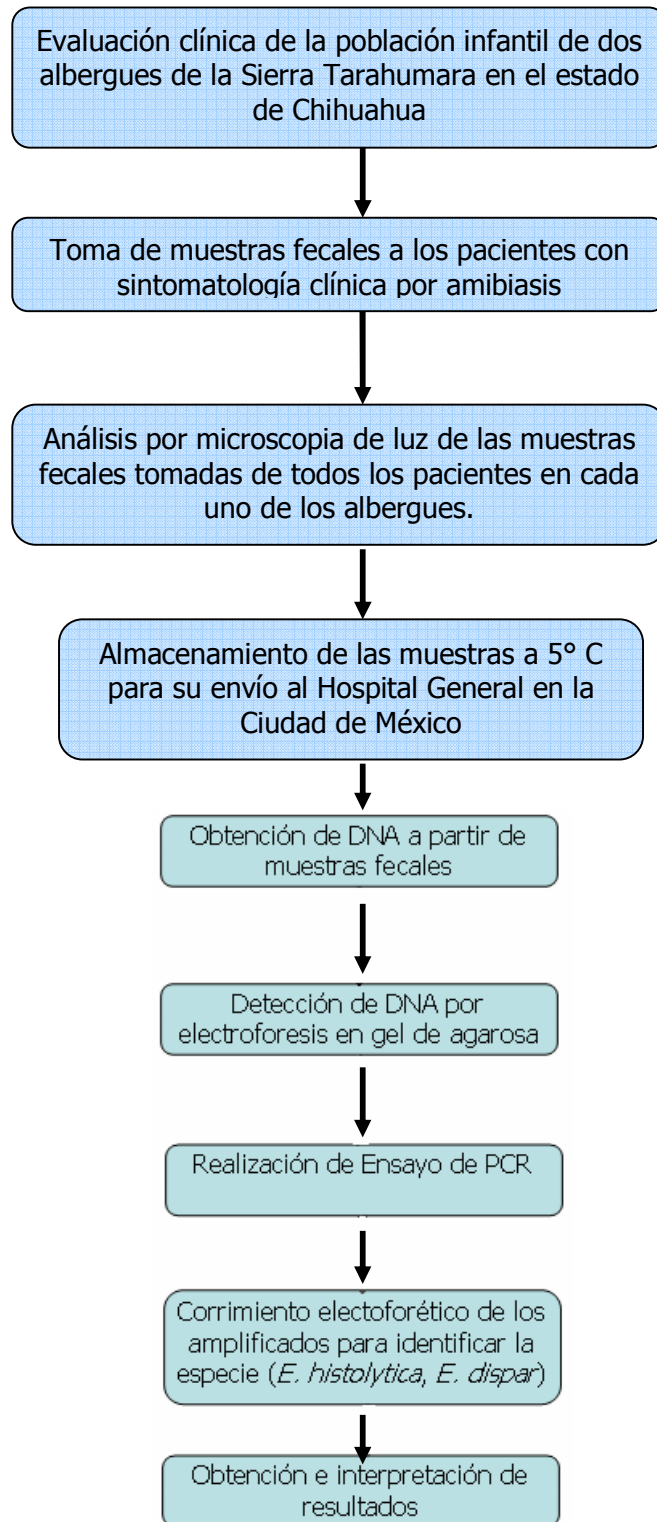 Evaluación clínica de la población infantil de dos
albergues de la Sierra Tarahumara en el estado
de Chihuahua
Toma de muestras fecales a los pacientes con
sintomatología clínica por amibiasis
Análisis por microscopia de luz de las muestras
fecales tomadas de todos los pacientes en cada
uno de los albergues.
Almacenamiento de las muestras a 5° C
para su envío al Hospital General en la
Ciudad de México
Obtención de DNA a partir de
muestras fecales
Detección de DNA por
electroforesis en gel de agarosa
Realización de Ensayo de PCR
Corrimiento electoforético de los
amplificados para identificar la
especie (E. histolytica, E. dispar)
Obtención e interpretación de
resultados